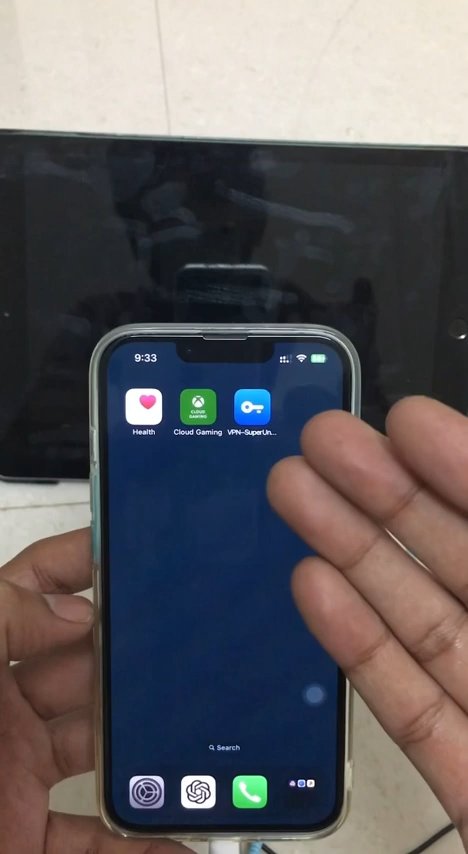 9:33
CLOUD
GAMING
Health
Cloud Gaming
VPN-SuperUn...
Search